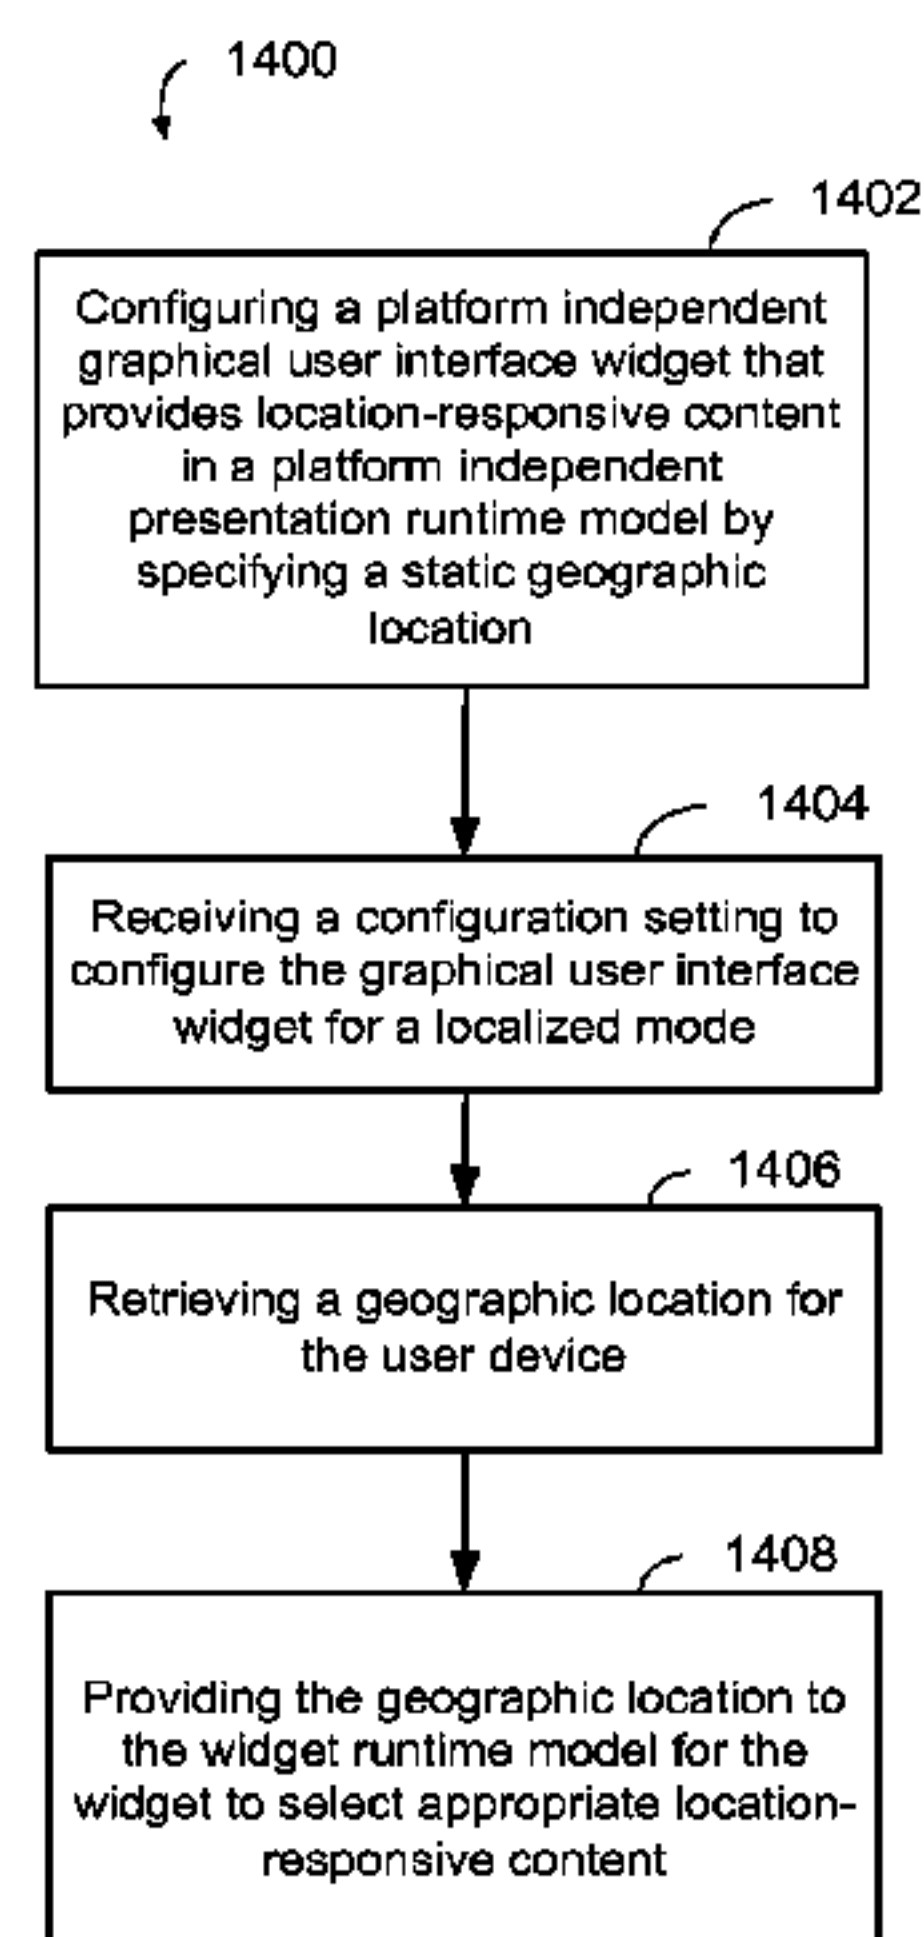 1400
1402
Configuring a platform independent
graphical user interface widget that
provides location-responsive content
in a platform independent
presentation runtime model by
specifying a static geographic
location
1404
Receiving a configuration setting to
configure the graphical user interface
widget for a localized mode
1406
Retrieving a geographic location for
the user device
1408
Providing the geographic location to
the widget runtime model for the
widget to select appropriate location-
responsive content